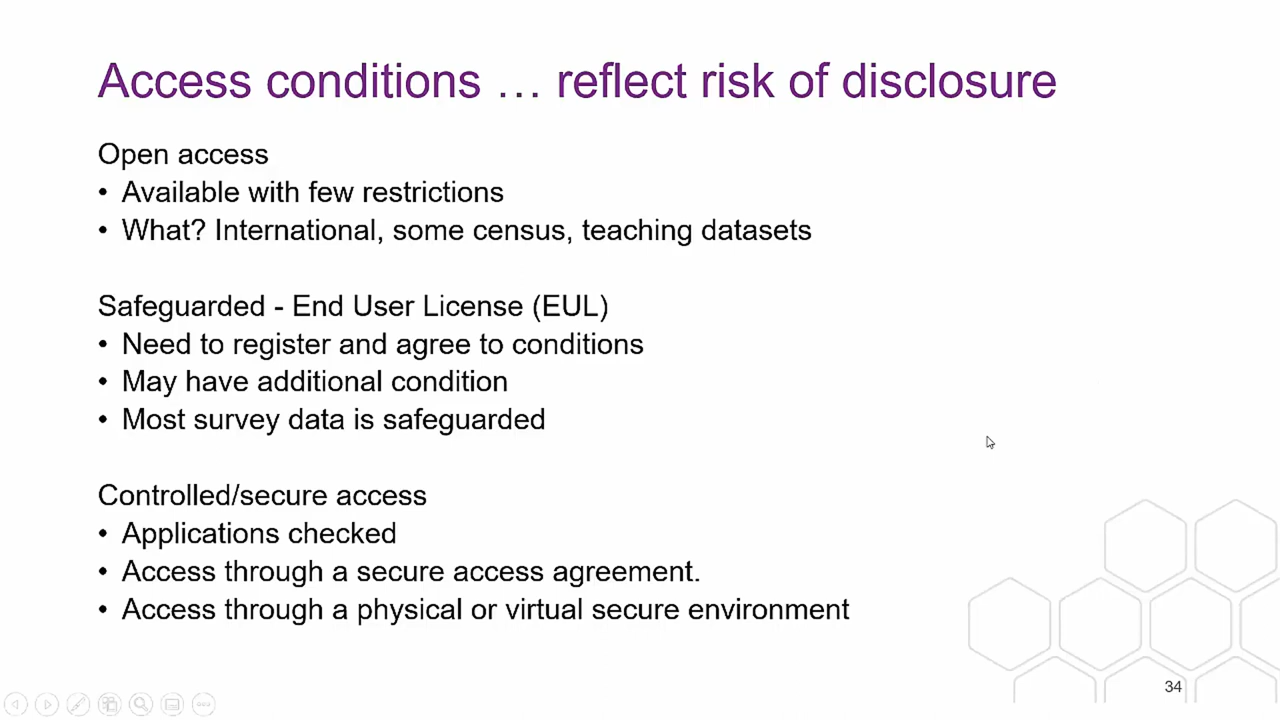 Access conditions … reflect risk of disclosure
Open access
• Available with few restrictions
• What? International, some census, teaching datasets
Safeguarded - End User License (EUL)
• Need to register and agree to conditions
• May have additional condition
• Most survey data is safeguarded
Controlled/secure access
• Applications checked
• Access through a secure access agreement.
• Access through a physical or virtual secure environment
34